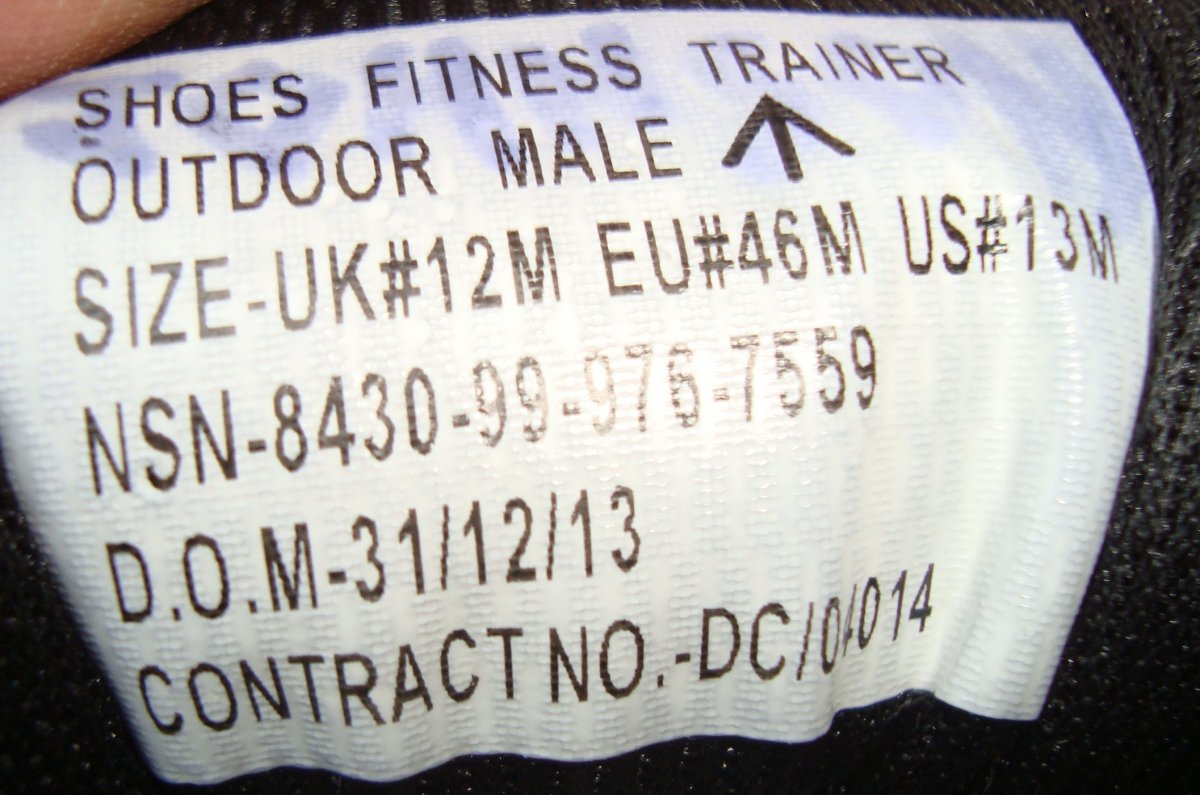 SHOES FITNESS TRAINER
OUTDOOR MALE
SIZE-UK#12M EU#46M US#13M
NSN-8430-99-976-7559
D.O.M-31/12/13
CONTRACT NO.-DC/0/4014